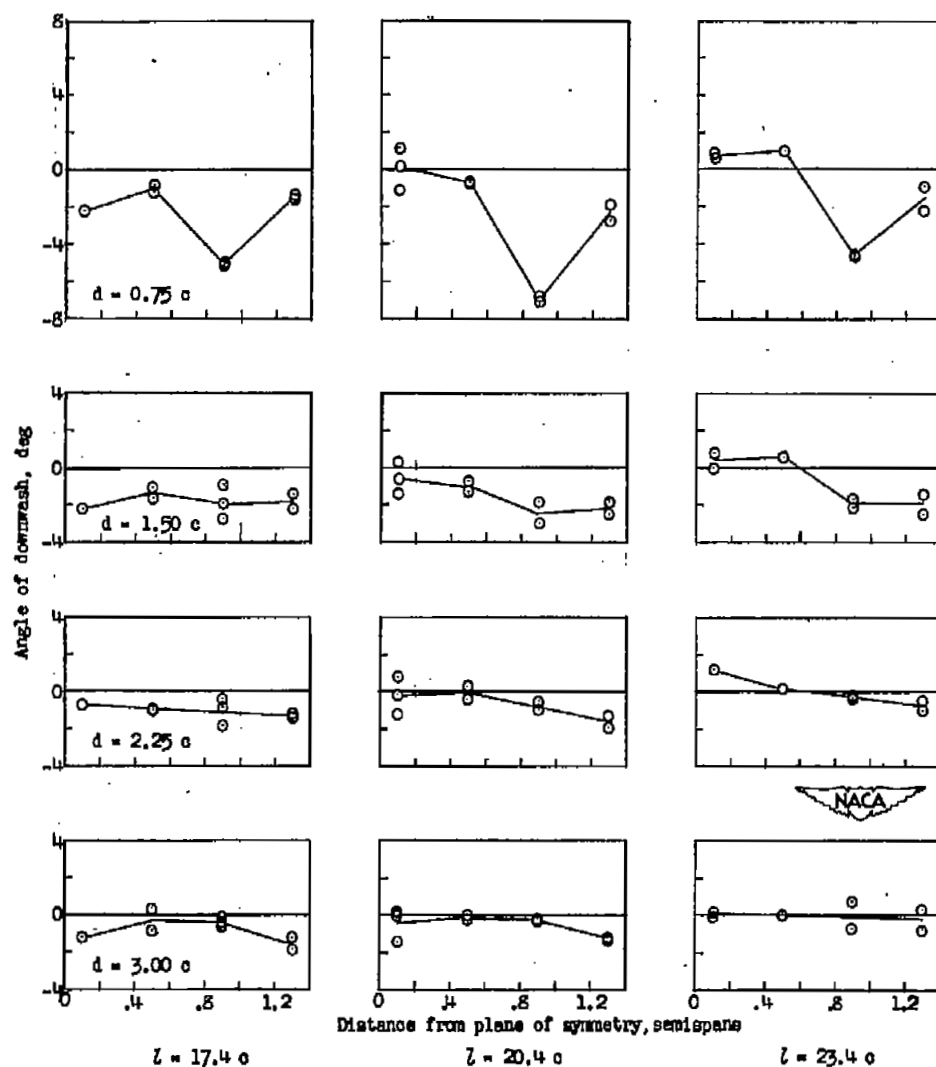 8
4
0
-4
-8
d = 0.75 c
4
0
-4
d = 1.50 c
Angle of downwash, deg
4
0
-4
d = 2.25 c
NACA
4
0
-4
d = 3.00 c
0 .4 .8 1.2 0 .4 .8 1.2 0 .4 .8 1.2
Distance from plane of symmetry, semispans
l = 17.4 c l = 20.4 c l = 23.4 c